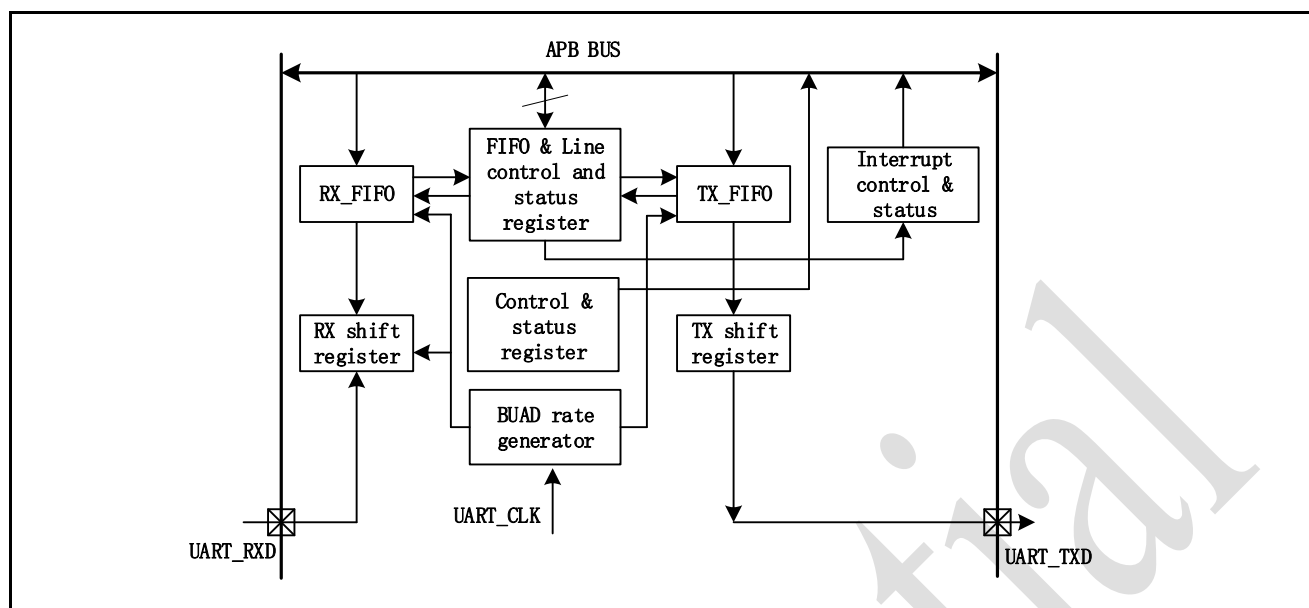 APB BUS
FIFO & Line
control and
status
register
Interrupt
control &
status
RX_FIFO
TX_FIFO
Control &
status
register
RX shift
register
TX shift
register
BUAD rate
generator
UART_CLK
UART_RXD
UART_TXD
tial